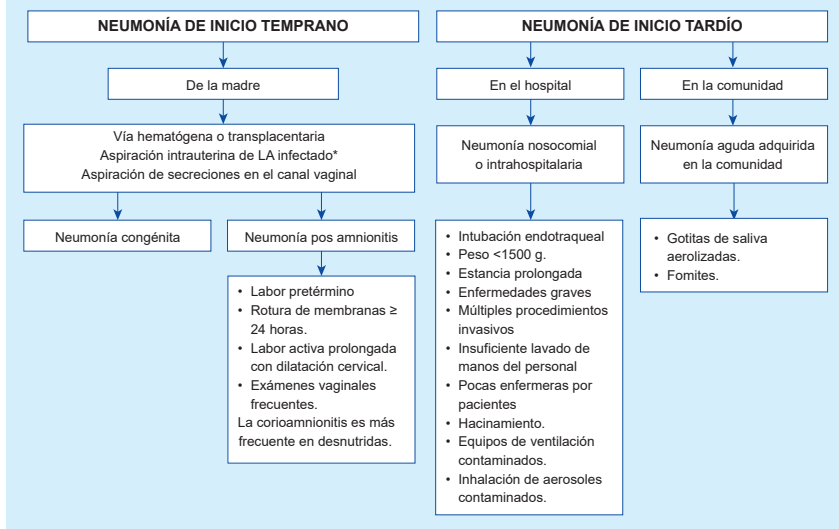 NEUMONÍA DE INICIO TEMPRANO
De la madre
Vía hematógena o transplacentaria
Aspiración intrauterina de LA infectado*
Aspiración de secreciones en el canal vaginal
Neumonía congénita
Neumonía pos amnionitis
• Labor pretérmino
• Rotura de membranas ≥
24 horas.
• Labor activa prolongada
con dilatación cervical.
• Exámenes vaginales
frecuentes.
La corioamnionitis es más
frecuente en desnutridas.
NEUMONÍA DE INICIO TARDÍO
En el hospital
Neumonía nosocomial
o intrahospitalaria
• Intubación endotraqueal
• Peso <1500 g.
• Estancia prolongada
• Enfermedades graves
• Múltiples procedimientos
invasivos
• Insuficiente lavado de
manos del personal
• Pocas enfermeras por
pacientes
• Hacinamiento.
• Equipos de ventilación
contaminados.
• Inhalación de aerosoles
contaminados.
En la comunidad
Neumonía aguda adquirida
en la comunidad
• Gotitas de saliva
aerolizadas.
• Fomites.